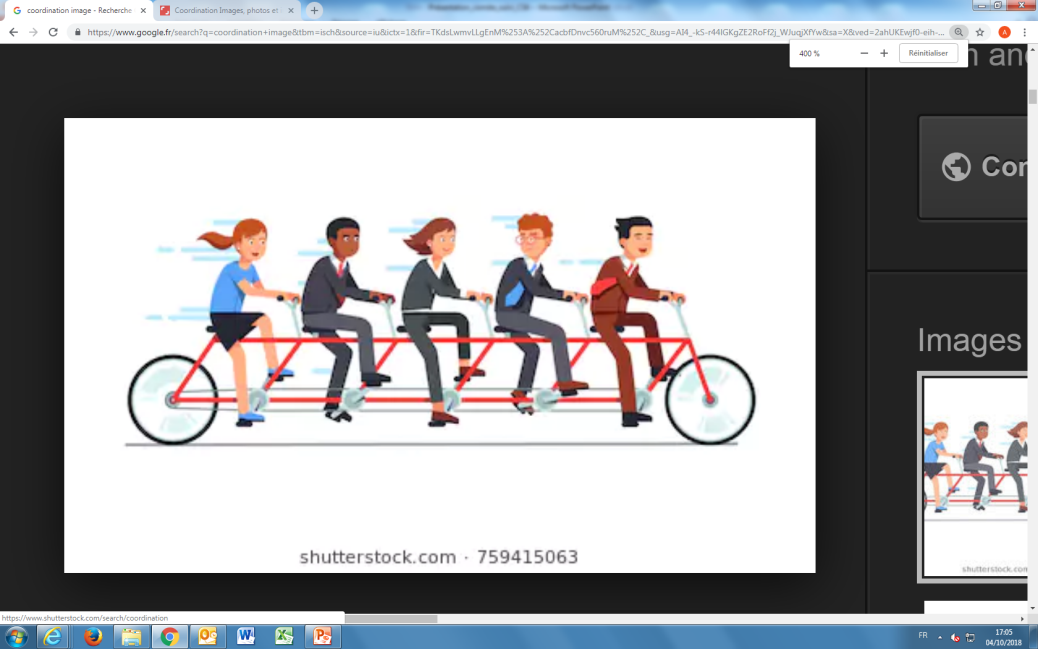 coordination image - Recherche
Coordination Images, photos et
https://www.google.fr/search?q=coordination+image&tbm=isch&source=iu&ictx=1&fir=TKdsLwmvLLgEnM%253A%252CacbfDnvc560ruM%252C_&usg=AI4_-kS-r44IGKgZE2RoFf2j_WJuqjXfYw&sa=X&ved=2ahUKEwjf0-eih-...
A
400 %
Réinitialiser
n and
Con
Images
shutterstock.com · 759415063
shutterstock.com
https://www.shutterstock.com/search/coordination
FR
17:05
04/10/2018